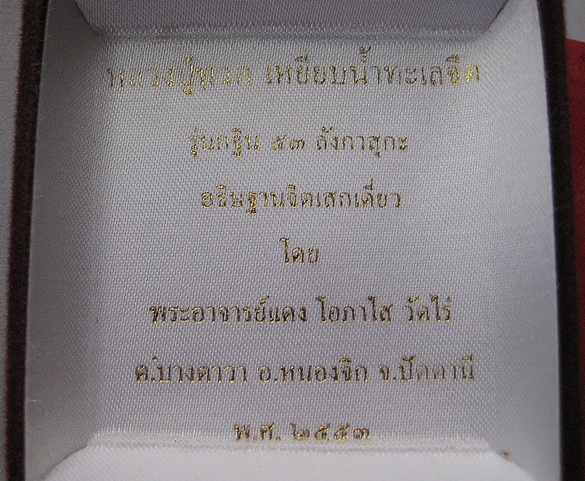 หลวงปู่ทวด เหยียบน้ำทะเลจืด
รุ่นกฐิน ๕๓ ลังกาสุกะ
อธิษฐานจิตเสกเดี่ยว
โดย
พระอาจารย์แดง โอภาโส วัดไร่
ต.บางตาวา อ.หนองจิก จ.ปัตตานี
พ.ศ. ๒๕๕๓